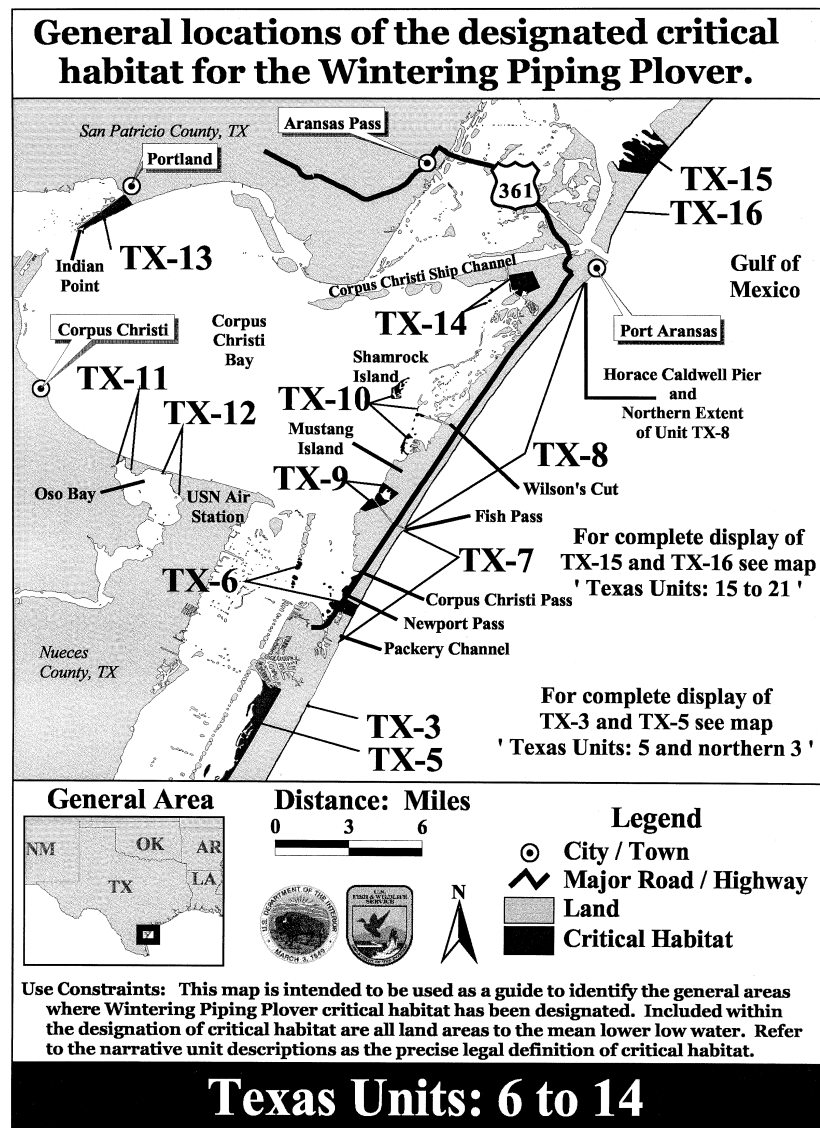 General locations of the designated critical
habitat for the Wintering Piping Plover.
San Patricio County, TX
Aransas Pass
Portland
361
TX-15
TX-16
TX-13
Indian
Point
Corpus Christi Ship Channel
Gulf of
Mexico
TX-14
Port Aransas
Corpus Christi
Corpus
Christi
Bay
Shamrock
Island
Horace Caldwell Pier
and
Northern Extent
of Unit TX-8
TX-11
TX-10
TX-12
Mustang
Island
TX-8
TX-9
Wilson's Cut
Oso Bay
USN Air
Station
Fish Pass
For complete display of
TX-15 and TX-16 see map
' Texas Units: 15 to 21 '
TX-7
TX-6
Corpus Christi Pass
Newport Pass
Packery Channel
Nueces
County, TX
For complete display of
TX-3 and TX-5 see map
' Texas Units: 5 and northern 3 '
TX-3
TX-5
General Area
NM
OK
AR
TX
LA
Distance: Miles
0 3 6
U.S. DEPARTMENT OF THE INTERIOR
MARCH 3, 1849
U.S.
FISH & WILDLIFE
SERVICE
N
Legend
City / Town
Major Road / Highway
Land
Critical Habitat
Use Constraints: This map is intended to be used as a guide to identify the general areas
where Wintering Piping Plover critical habitat has been designated. Included within
the designation of critical habitat are all land areas to the mean lower low water. Refer
to the narrative unit descriptions as the precise legal definition of critical habitat.
Texas Units: 6 to 14